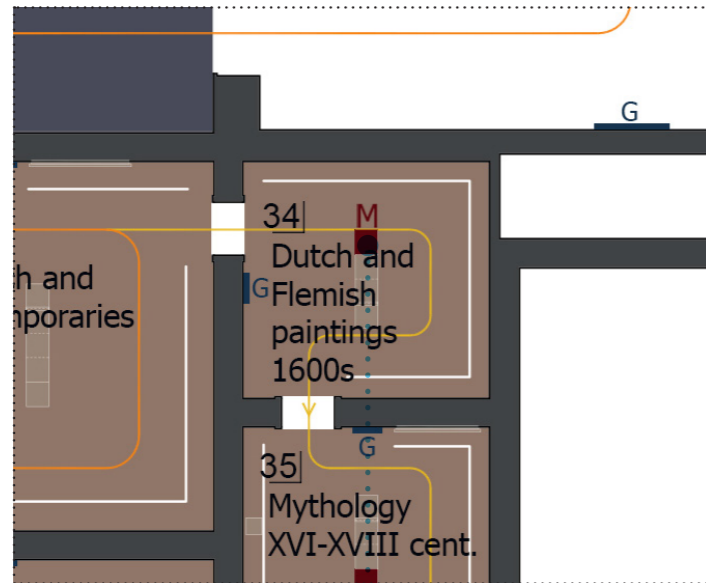 G
34
M
Dutch and
Flemish
paintings
1600s
G
h and
nporaries
G
35
Mythology
XVI-XVIII cent.